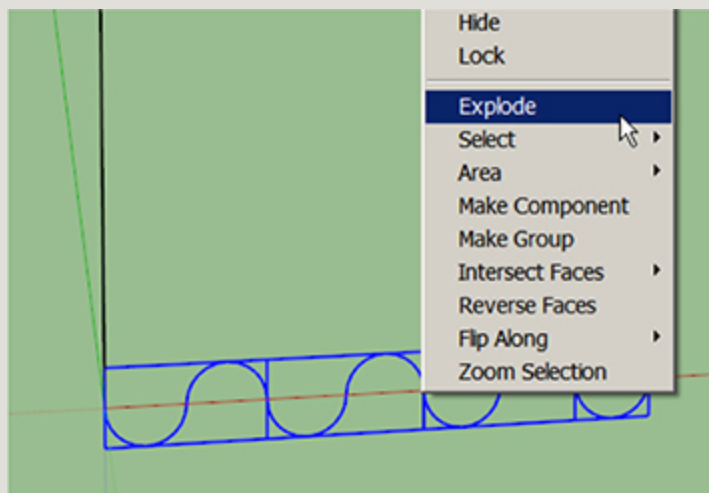 Hide
Lock
Explode
Select
Area
Make Component
Make Group
Intersect Faces
Reverse Faces
Flip Along
Zoom Selection